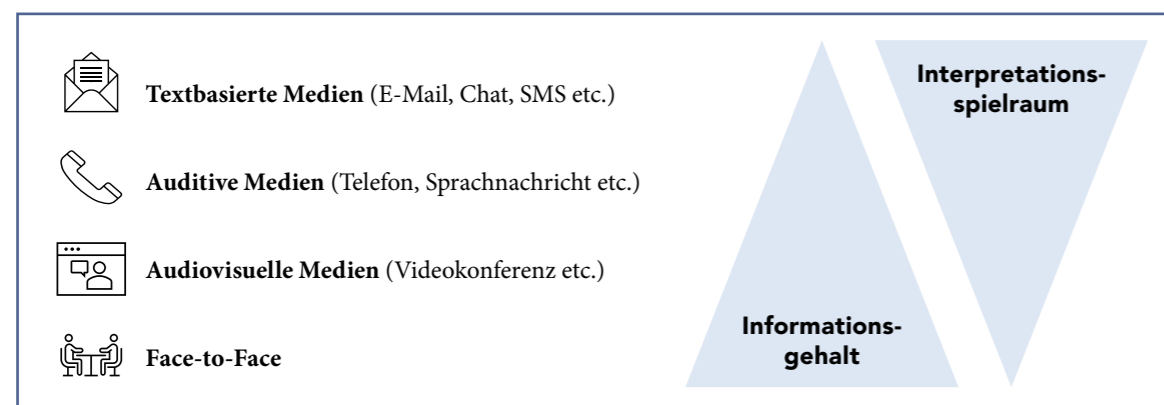 Textbasierte Medien (E-Mail, Chat, SMS etc.)
Auditive Medien (Telefon, Sprachnachricht etc.)
Audiovisuelle Medien (Videokonferenz etc.)
Face-to-Face
Informations-
gehalt
Interpretations-
spielraum